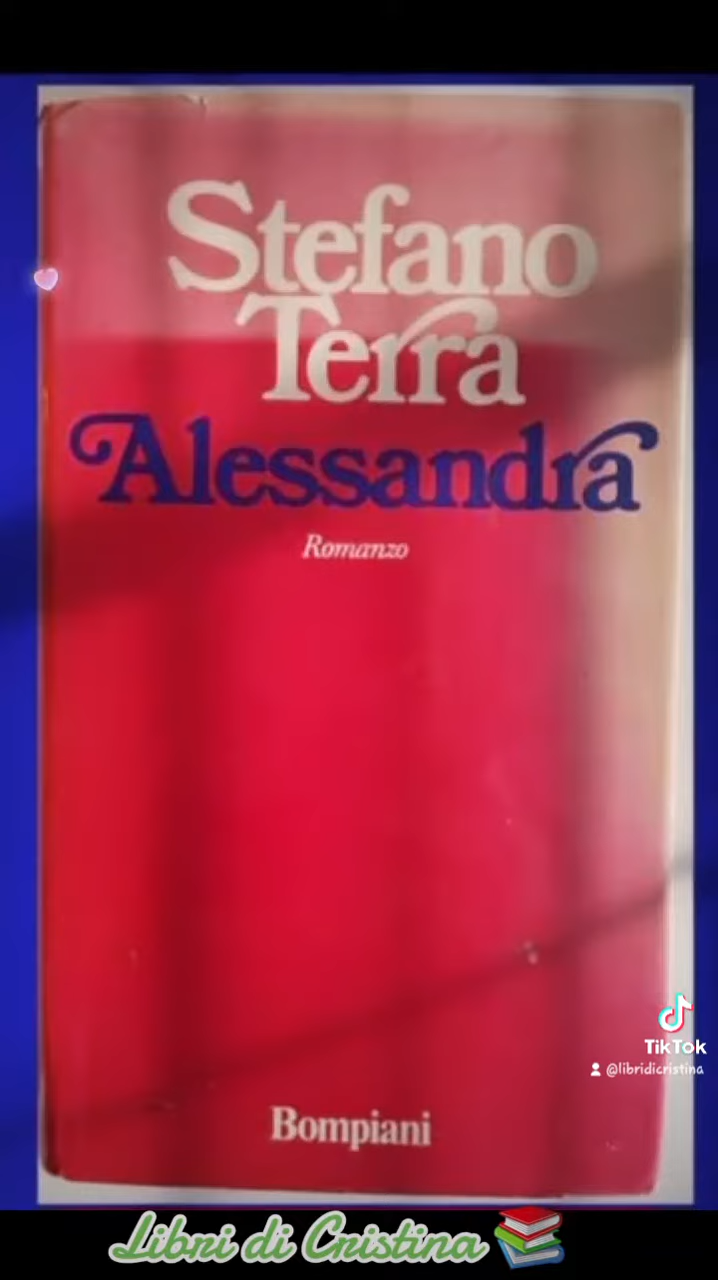 Stefano
Terra
Alessandra
Romanzo
Bompiani
TikTok
@libridicristina
Libri di Cristina